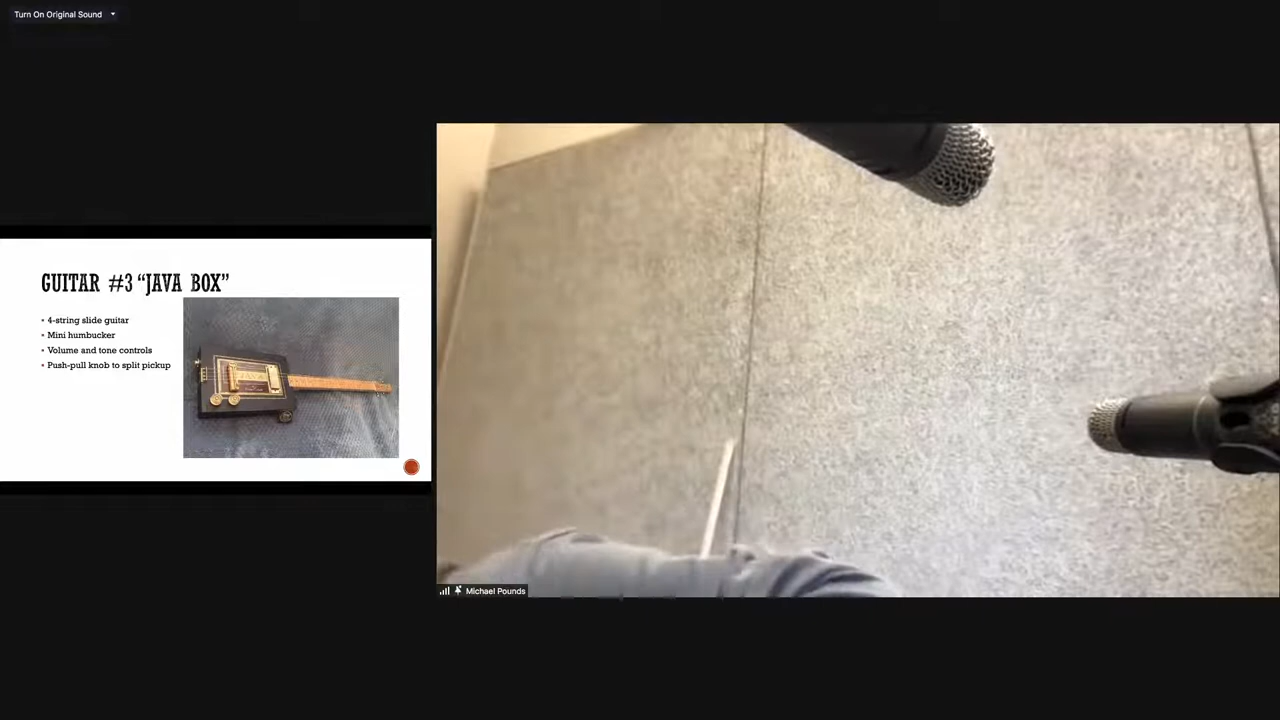 Turn On Original Sound
GUITAR #3 “JAVA BOX”
• 4-string slide guitar
• Mini humbucker
• Volume and tone controls
• Push-pull knob to split pickup
Michael Pounds